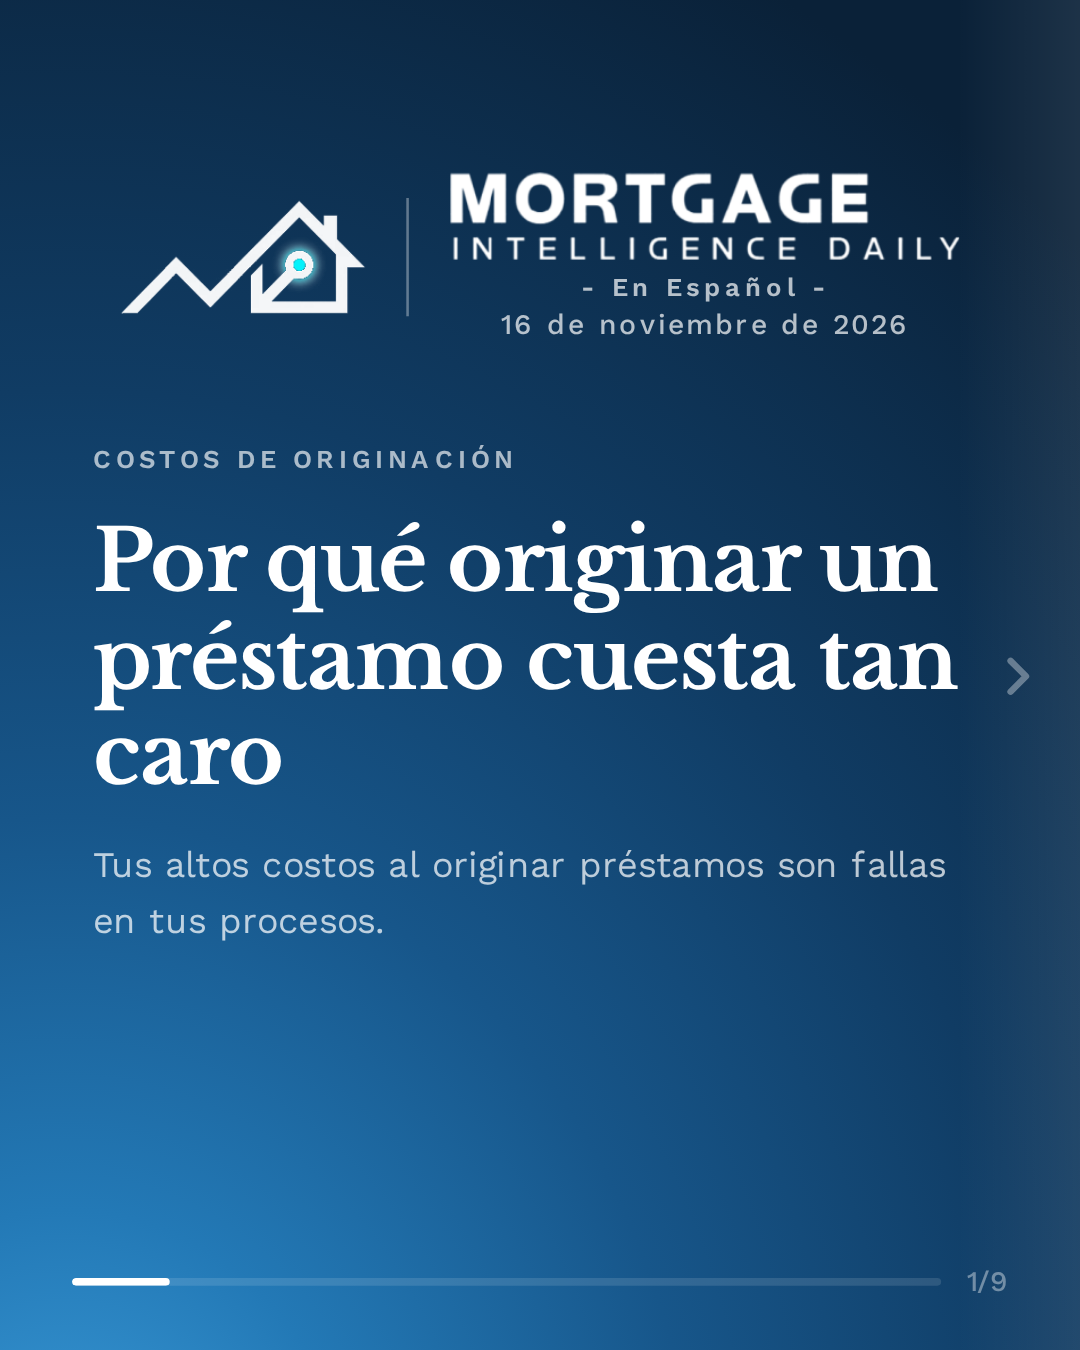 MORTGAGE
INTELLIGENCE DAILY
- En Español -
16 de noviembre de 2026
COSTOS DE ORIGINACIÓN
Por qué originar un
préstamo cuesta tan
caro
Tus altos costos al originar préstamos son fallas
en tus procesos.
1/9